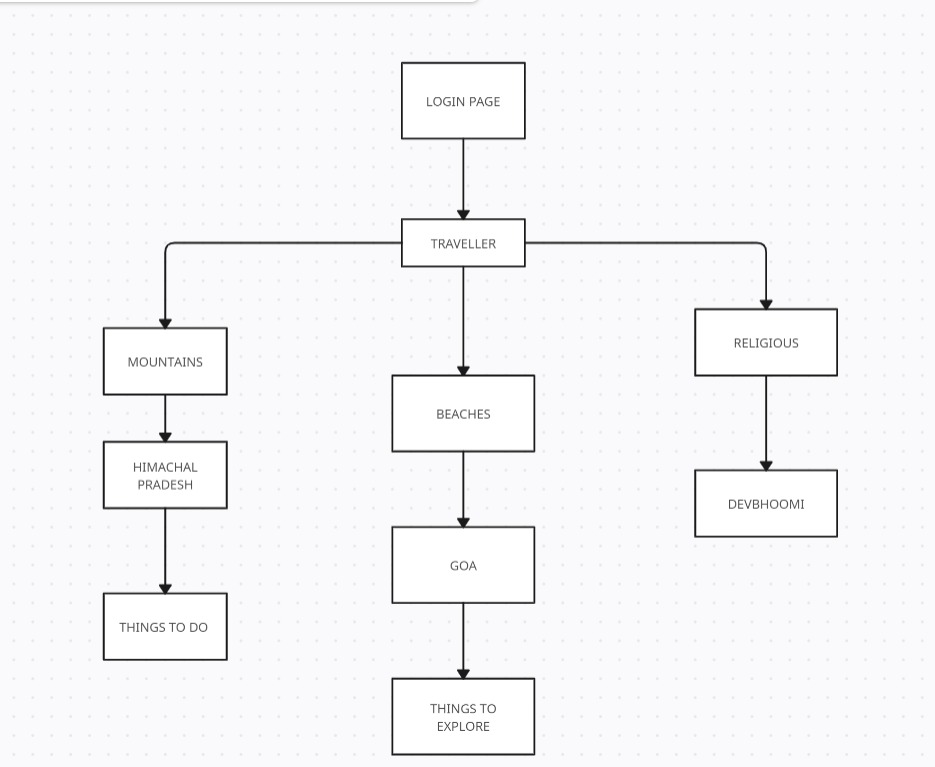 LOGIN PAGE
TRAVELLER
MOUNTAINS
HIMACHAL
PRADESH
THINGS TO DO
BEACHES
GOA
THINGS TO
EXPLORE
RELIGIOUS
DEVBHOOMI